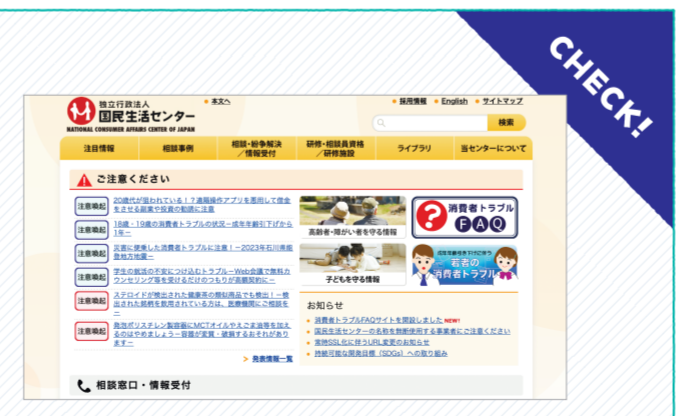 CHECK!
独立行政法人
国民生活センター
NATIONAL CONSUMER AFFAIRS CENTER OF JAPAN
本文へ
採用情報 English サイトマップ
検索
注目情報
相談事例
相談・紛争解決
／情報受付
研修・相談員資格
／研修施設
ライブラリ
当センターについて
ご注意ください
注意喚起 20歳代が狙われている！？遠隔操作アプリを悪用して借金
をさせる副業や投資の勧誘に注意
注意喚起 18歳・19歳の消費者トラブルの状況－成年年齢引下げから
1年－
注意喚起 災害に便乗した消費者トラブルに注意！－2023年石川県能
登地方地震－
注意喚起 学生の就活の不安につけ込むトラブル－Web会議で無料カ
ウンセリング等を受けるだけのつもりが高額契約に－
注意喚起 ステロイドが検出された健康茶の類似商品でも検出！－検
出された銘柄を飲用されている方は、医療機関にご相談を
－
注意喚起 発泡ポリスチレン製容器にMCTオイルやえごま油等を加え
るのはやめましょう－容器が変質・破損するおそれがあり
ます－
> 発表情報一覧
高齢者・障がい者を守る情報
子どもを守る情報
消費者トラブル
FAQ
成年年齢引き下げに伴う
若者の
消費者トラブル
お知らせ
消費者トラブルFAQサイトを開設しました NEW!
国民生活センターの名称を無断使用する事業者にご注意ください
常時SSL化に伴うURL変更のお知らせ
持続可能な開発目標（SDGs）への取り組み
相談窓口・情報受付